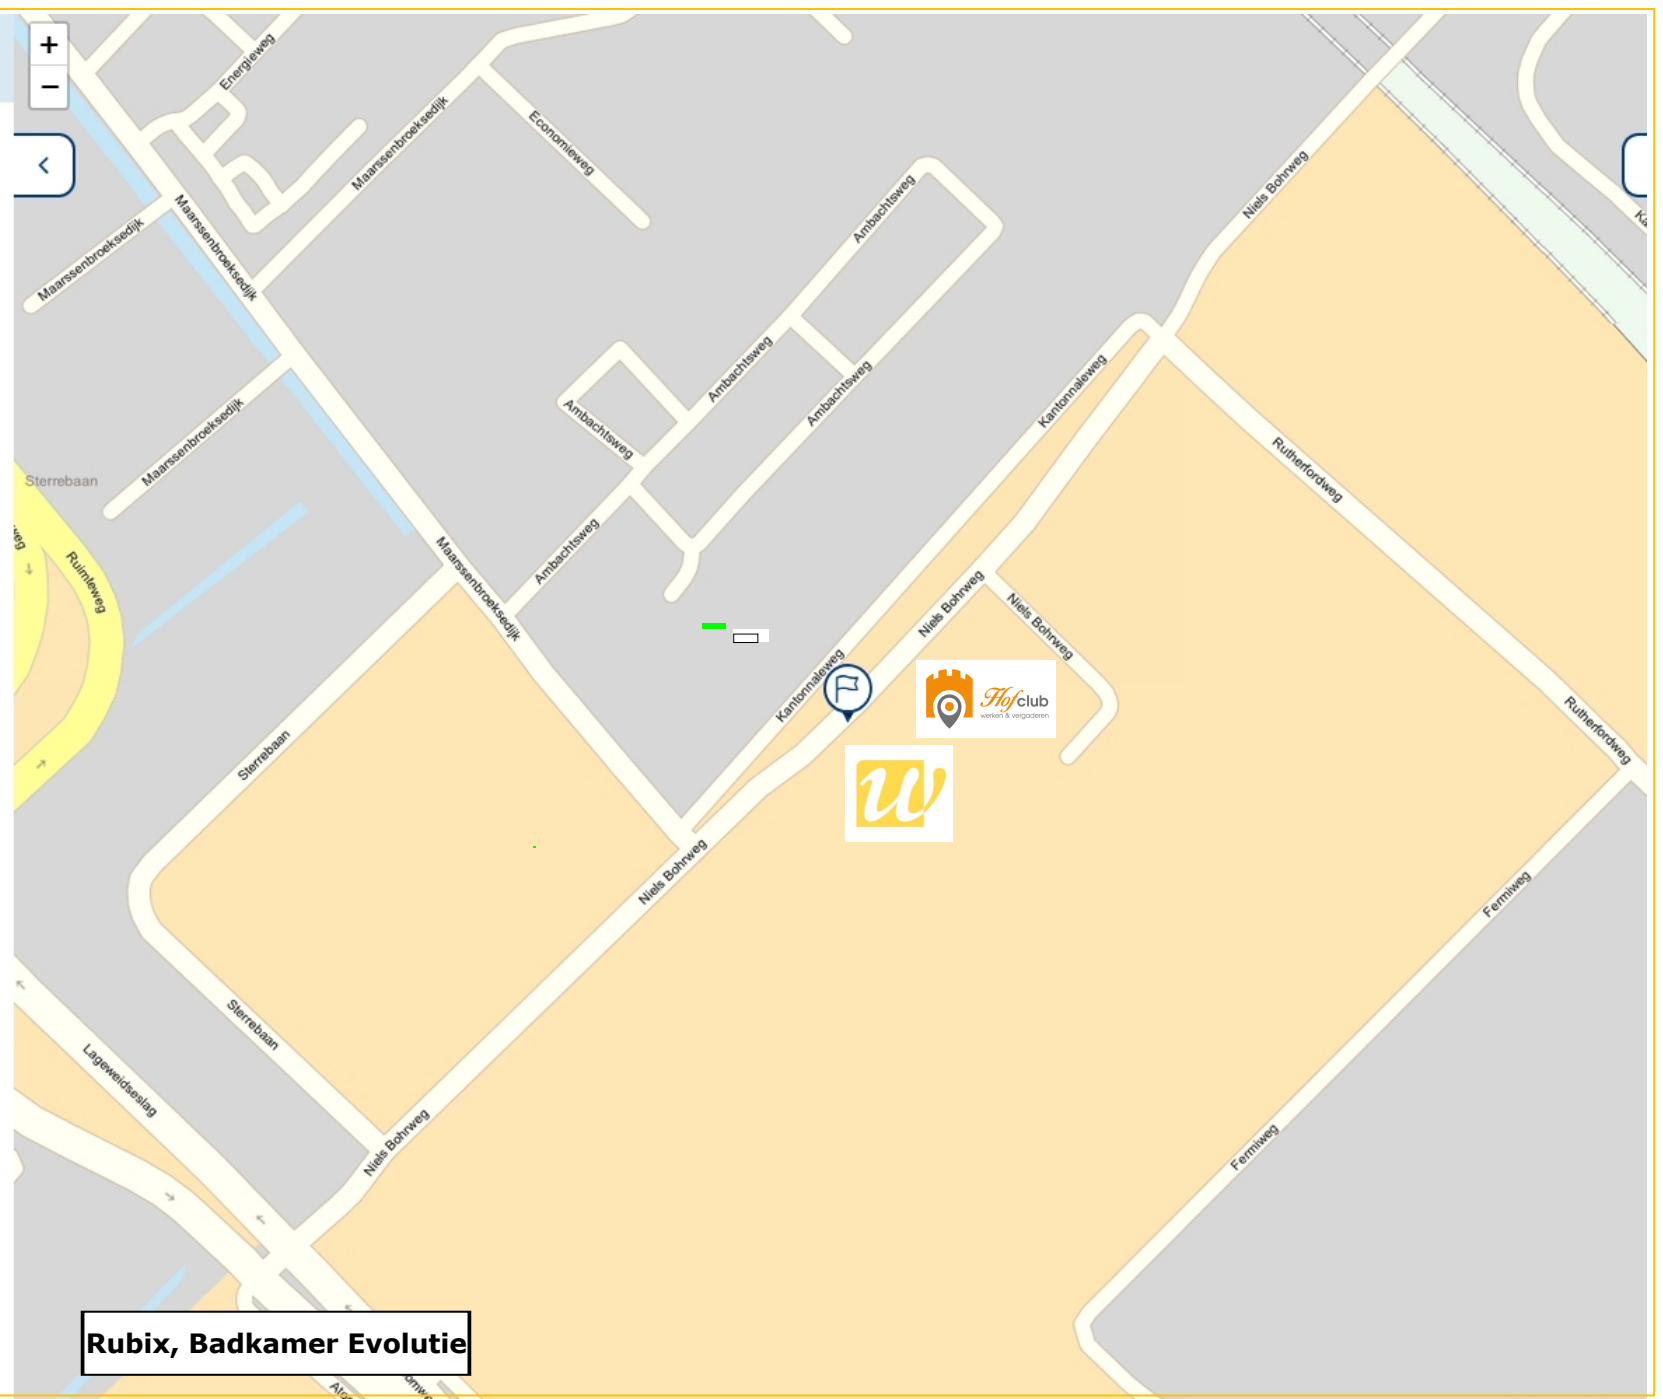 +
Energieweg
−
Maarssenbroeksedijk
Economieweg
Niels Bohrweg
Ambachtsweg
Maarssenbroeksedijk
Maarssenbroeksedijk
Ambachtsweg
Ambachtsweg
Kantonnaleweg
Maarssenbroeksedijk
Ambachtsweg
Rutherfordweg
Sterrebaan
Ambachtsweg
Ruimteweg
Maarssenbroeksedijk
Niels Bohrweg
Niels Bohrweg
Kantonnaleweg
Hofclub
werken & vergaderen
Rutherfordweg
Sterrebaan
w
Niels Bohrweg
Fermiweg
Sterrebaan
Lageweidseslag
Niels Bohrweg
Fermiweg
Rubix, Badkamer Evolutie